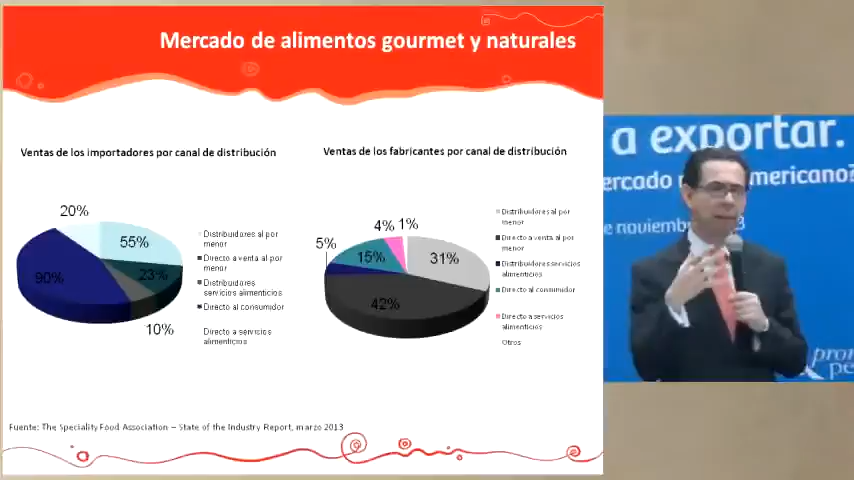 Mercado de alimentos gourmet y naturales
Ventas de los importadores por canal de distribución
20%
55%
23%
90%
10%
Distribuidores al por
menor
Directo a venta al por
menor
Distribuidores
servicios alimenticios
Directo al consumidor
Directo a servicios
alimenticios
Ventas de los fabricantes por canal de distribución
4%
1%
5%
15%
31%
42%
Distribuidores al por
menor
Directo a venta al por
menor
Distribuidores servicios
alimenticios
Directo al consumidor
Directo a servicios
alimenticios
Otros
Fuente: The Speciality Food Association – State of the Industry Report, marzo 2013
a exportar.
ercado
mericano?
e noviemb
3
pro
pe